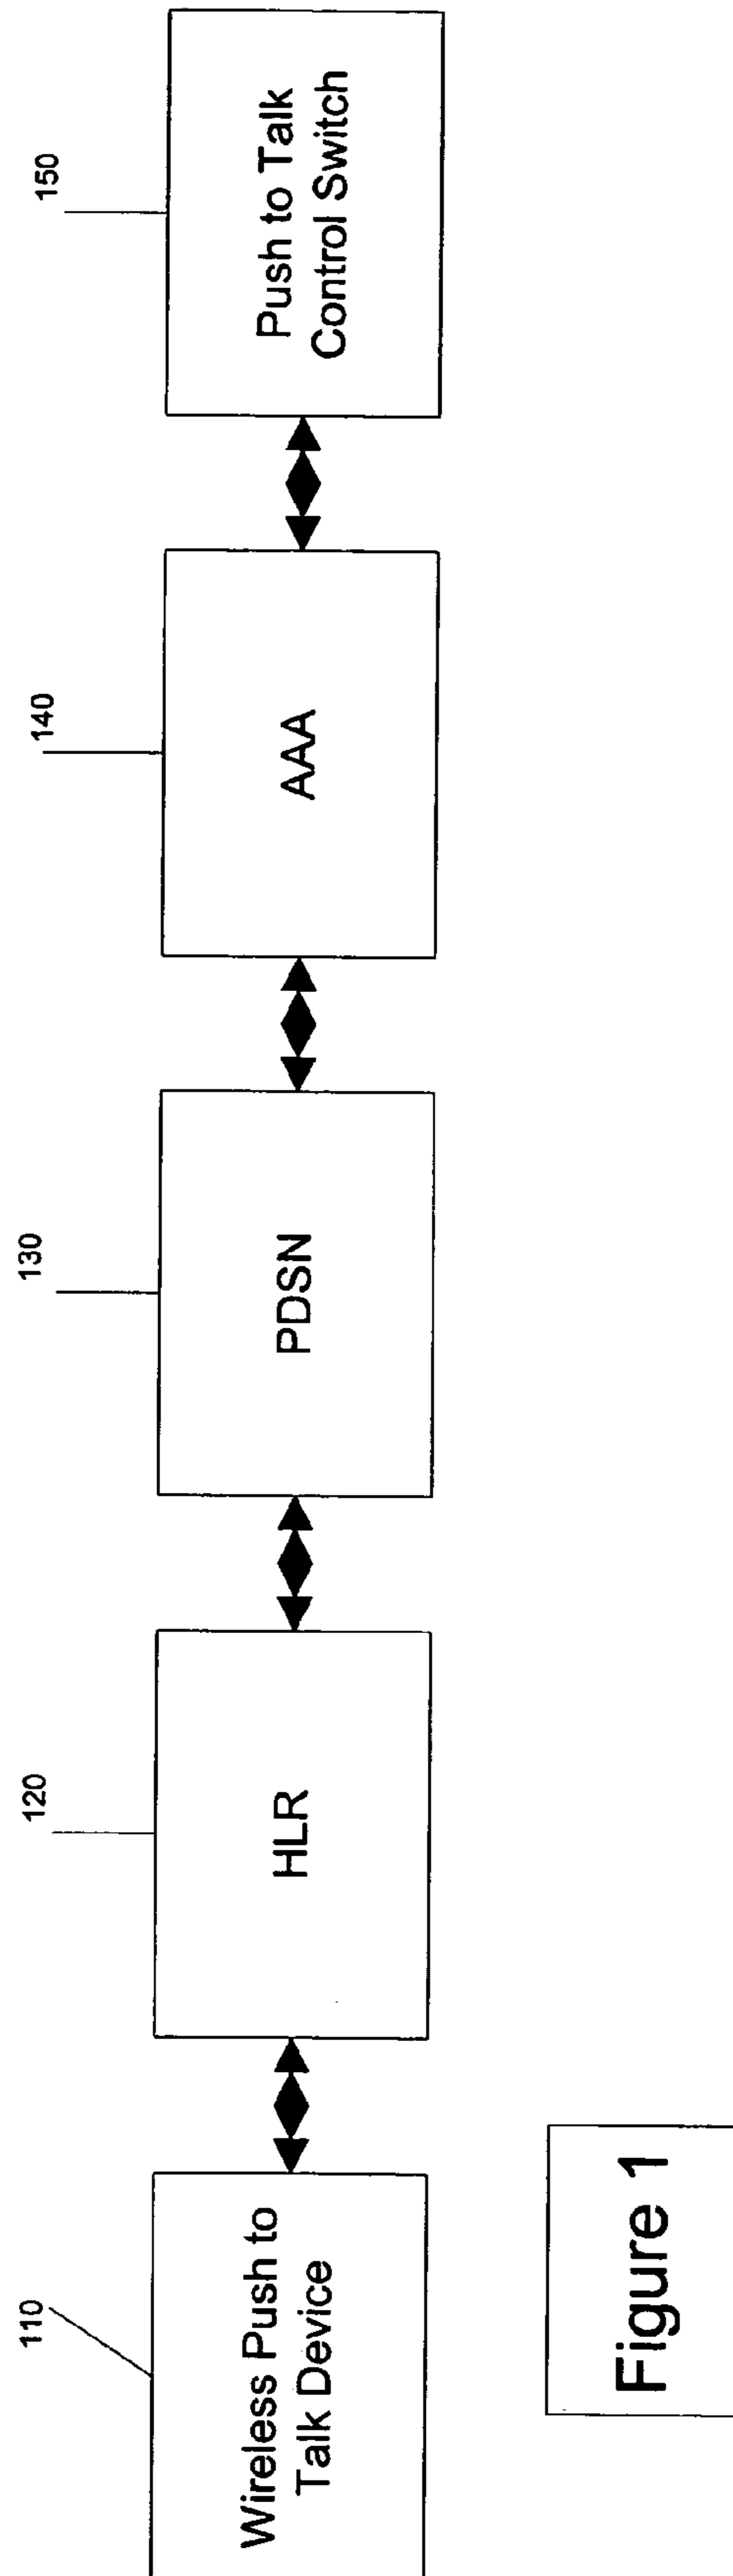 110
Wireless Push to
Talk Device
120
HLR
130
PDSN
140
AAA
150
Push to Talk
Control Switch
Figure 1